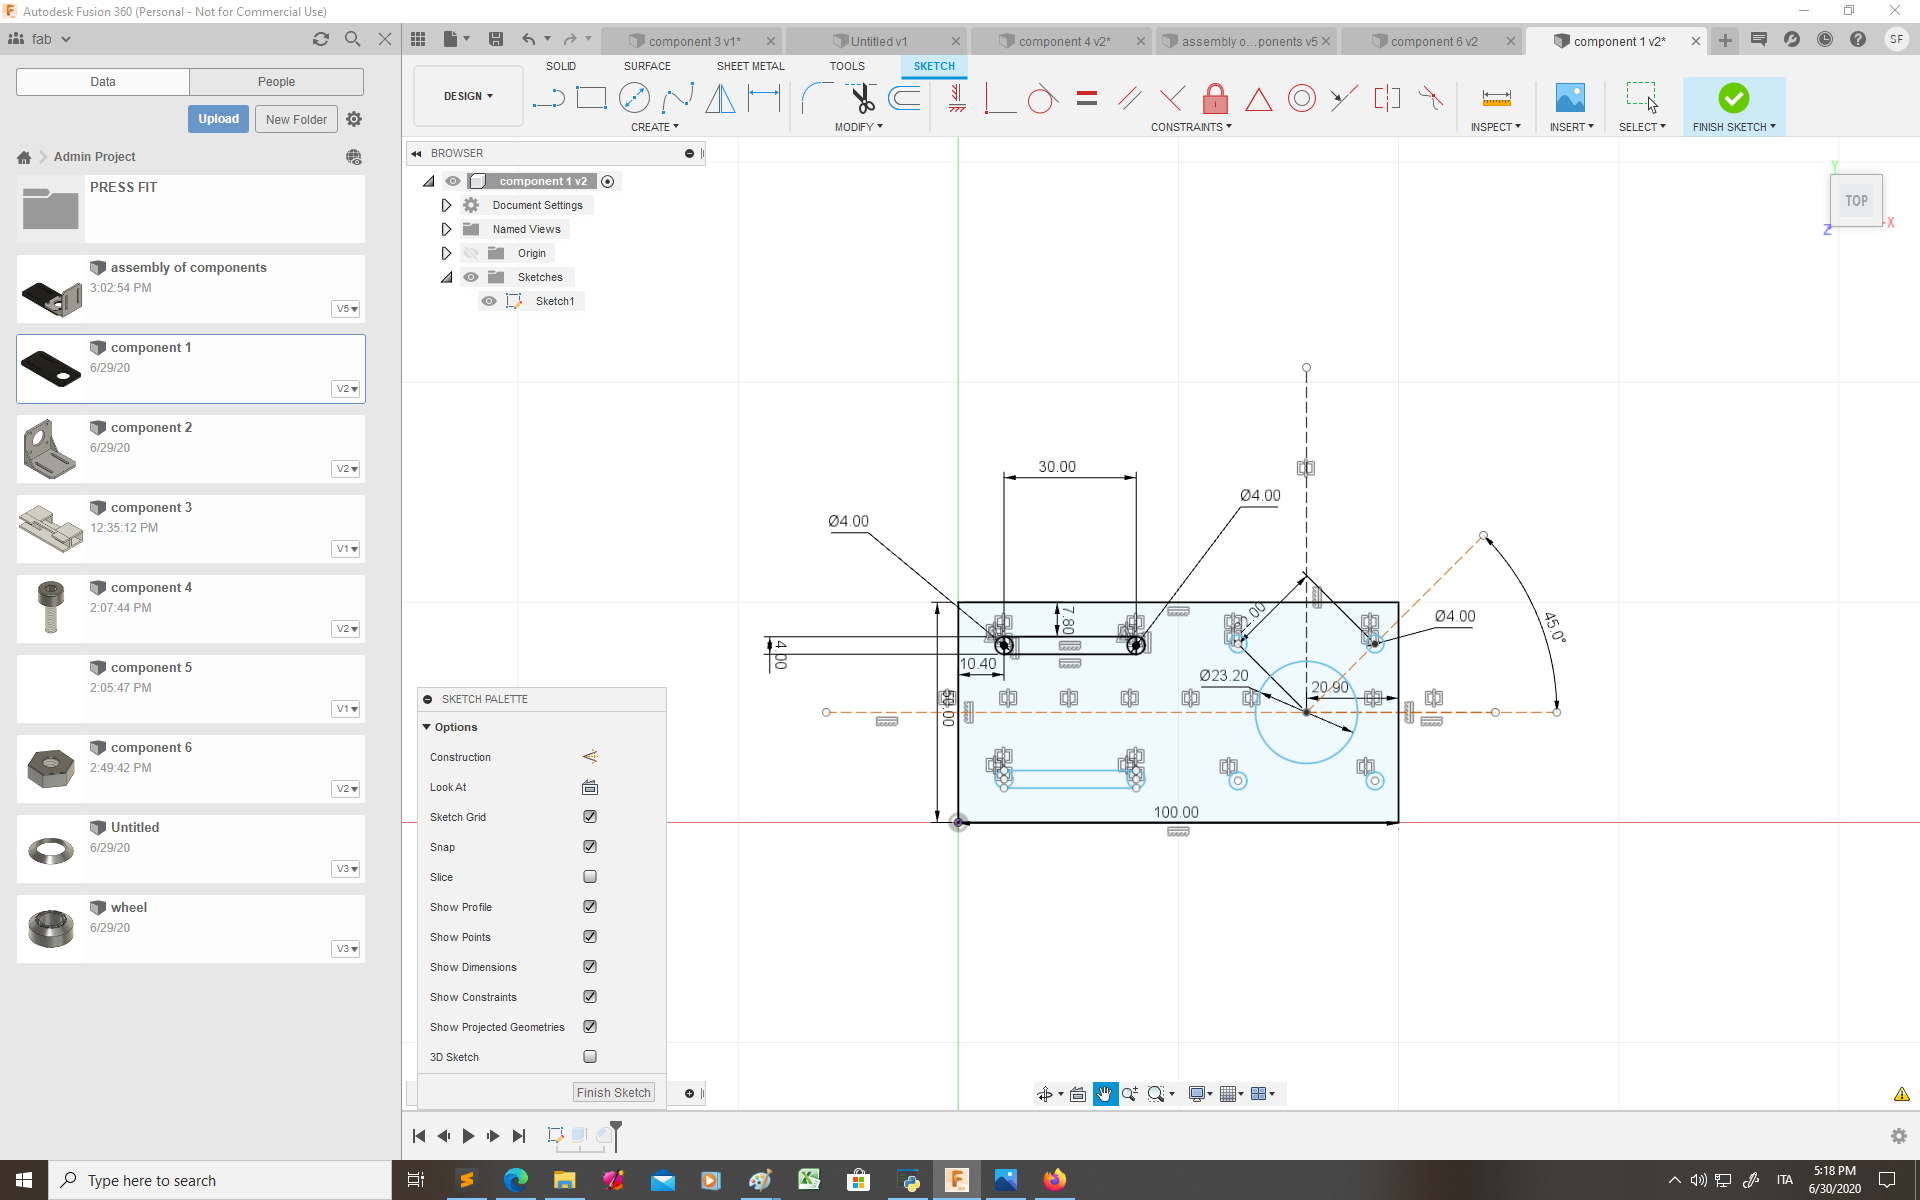 Autodesk Fusion 360 (Personal - Not for Commercial Use)
fab
component 3 v1*
Untitled v1
component 4 v2*
assembly o...ponents v5
component 6 v2
component 1 v2*
SF
Data
People
Upload
New Folder
Admin Project
PRESS FIT
assembly of components
3:02:54 PM
V5
component 1
6/29/20
V2
component 2
6/29/20
V2
component 3
12:35:12 PM
V1
component 4
2:07:44 PM
V2
component 5
2:05:47 PM
V1
component 6
2:49:42 PM
V2
Untitled
6/29/20
V3
wheel
6/29/20
V3
DESIGN
SOLID
SURFACE
SHEET METAL
TOOLS
SKETCH
CREATE
MODIFY
CONSTRAINTS
INSPECT
INSERT
SELECT
FINISH SKETCH
BROWSER
component 1 v2
Document Settings
Named Views
Origin
Sketches
Sketch1
Y
TOP
-X
Z
30.00
Ø4.00
Ø4.00
7.80
Ø4.00
45.0°
4.00
10.40
Ø23.20
20.90
100.00
SKETCH PALETTE
Options
Construction
Look At
Sketch Grid
Snap
Slice
Show Profile
Show Points
Show Dimensions
Show Constraints
Show Projected Geometries
3D Sketch
Finish Sketch
Type here to search
ITA
5:18 PM
6/30/2020